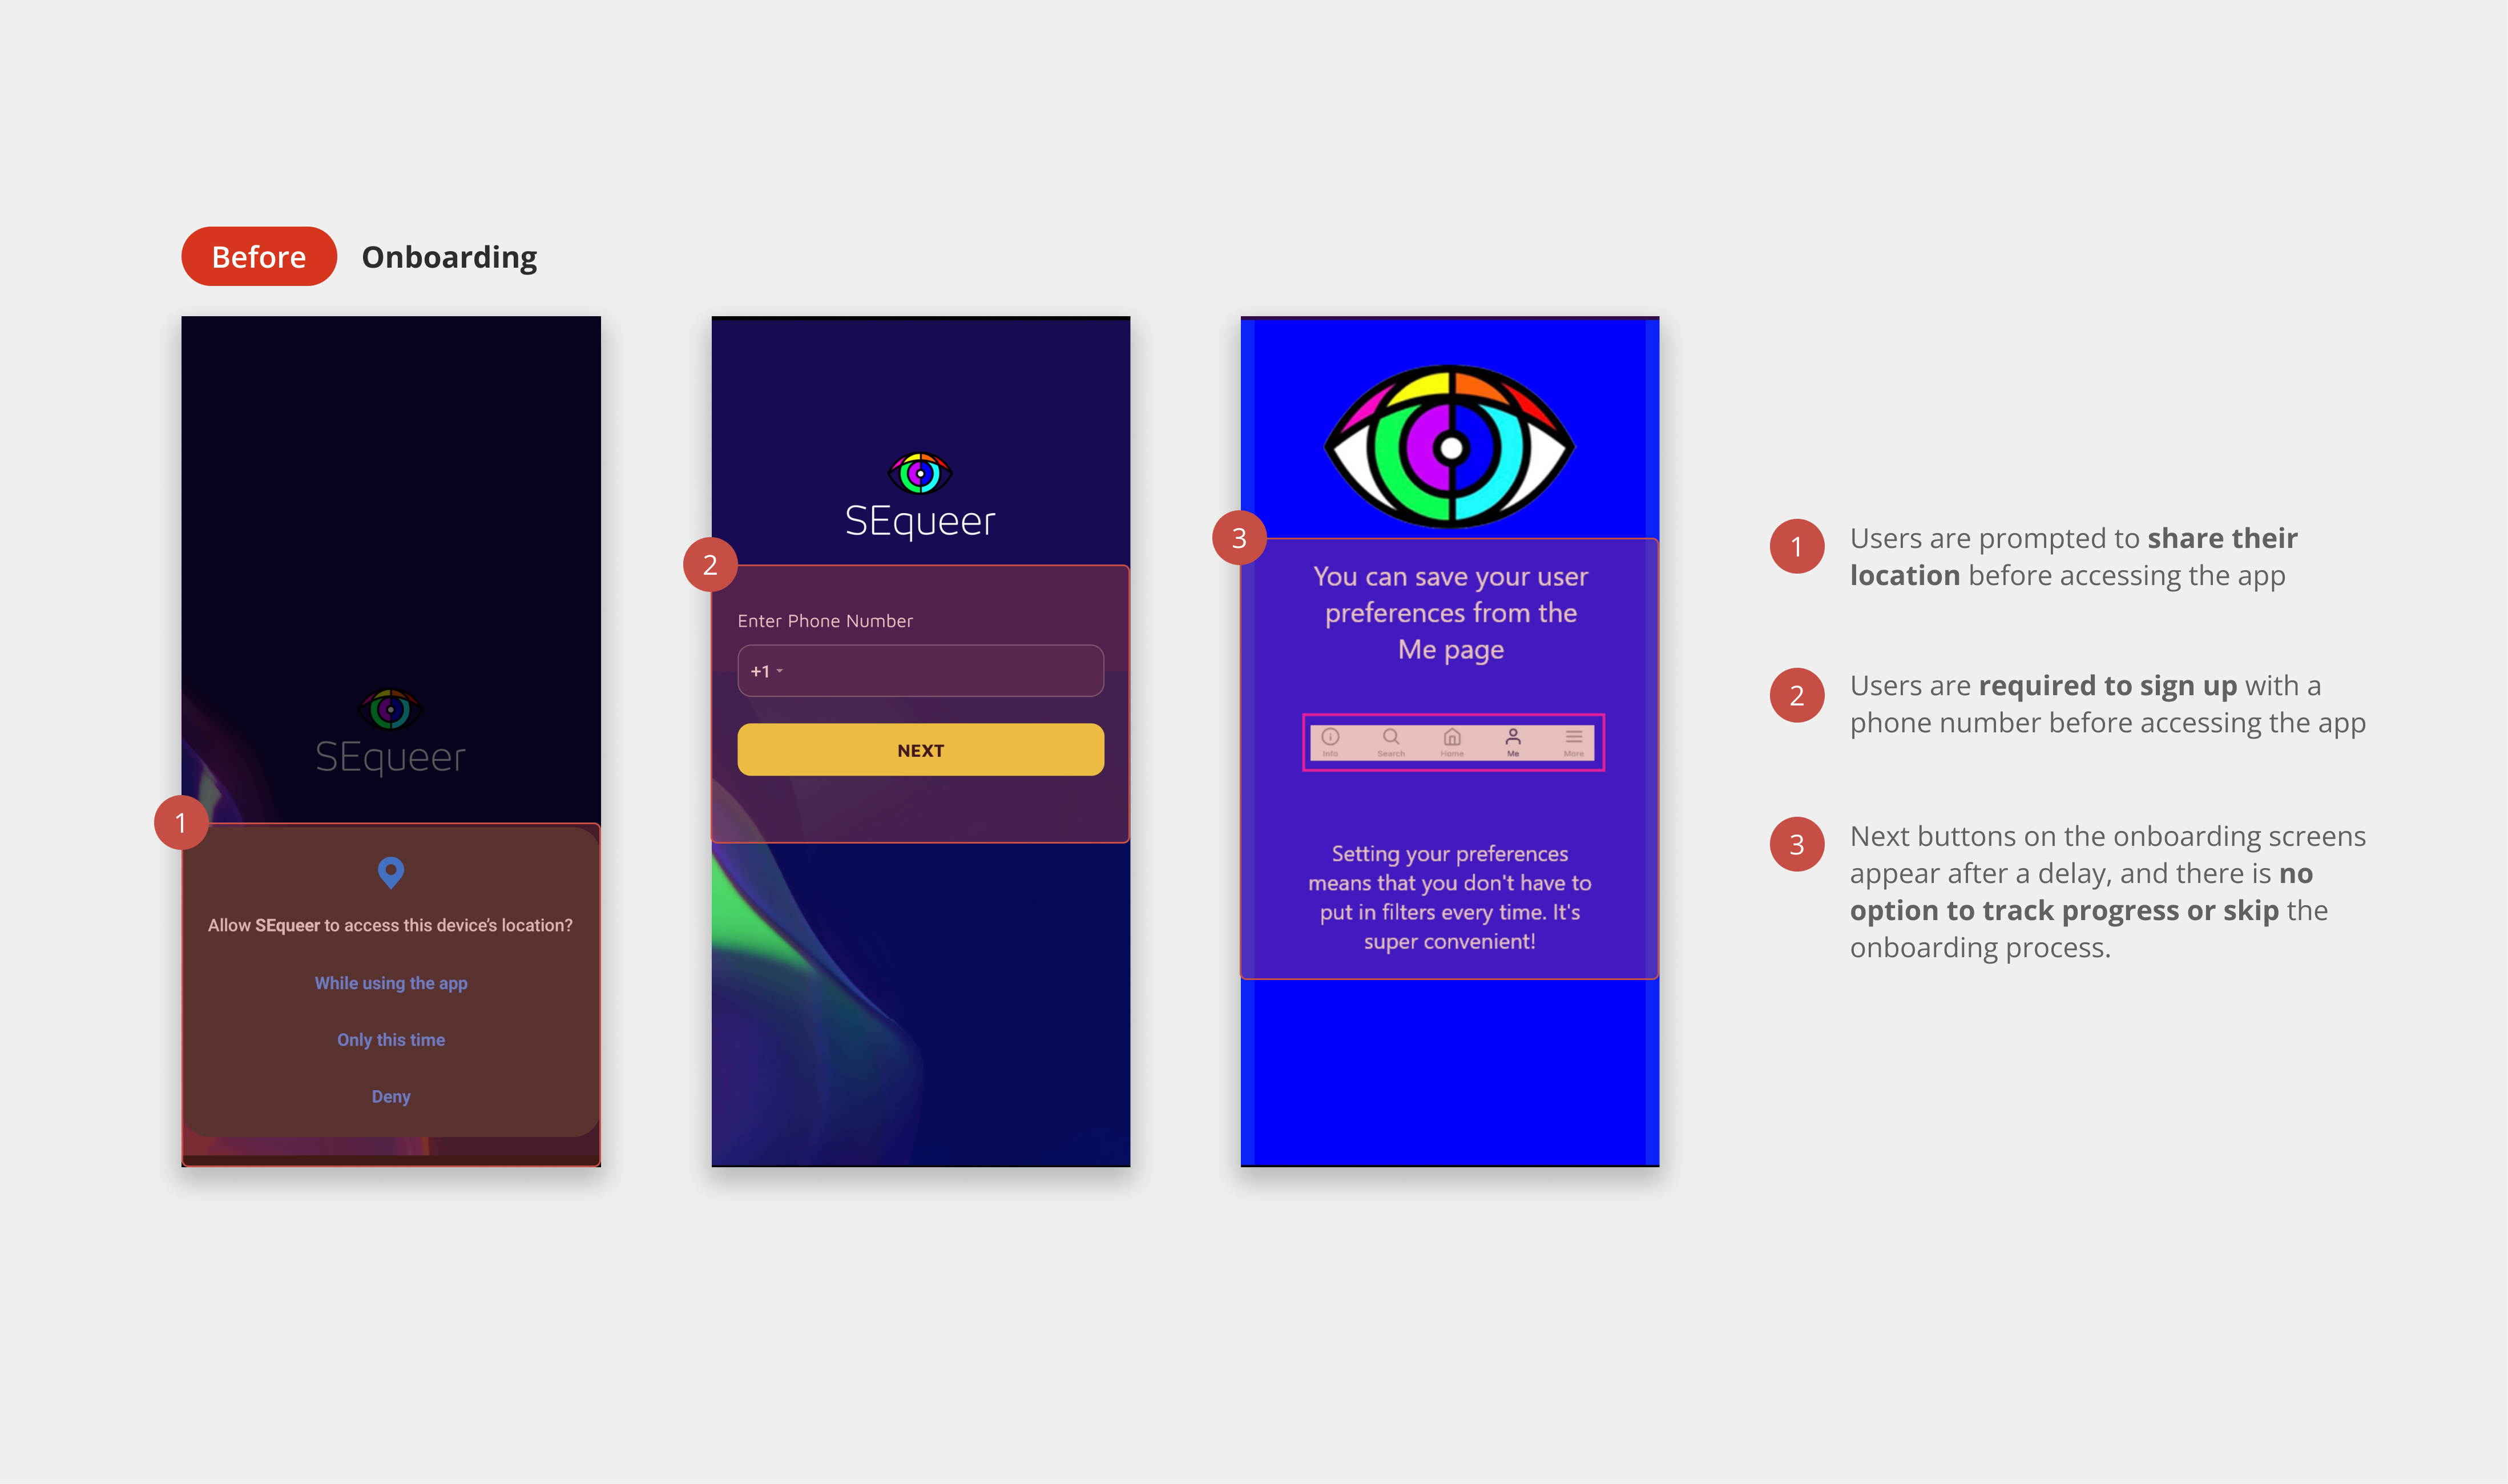 Before
Onboarding
SEqueer
1
Allow SEqueer to access this device's location?
While using the app
Only this time
Deny
SEqueer
2
Enter Phone Number
+1
NEXT
3
You can save your user
preferences from the
Me page
Info
Search
Home
Me
More
Setting your preferences
means that you don't have to
put in filters every time. It's
super convenient!
1
Users are prompted to share their
location before accessing the app
2
Users are required to sign up with a
phone number before accessing the app
3
Next buttons on the onboarding screens
appear after a delay, and there is no
option to track progress or skip the
onboarding process.